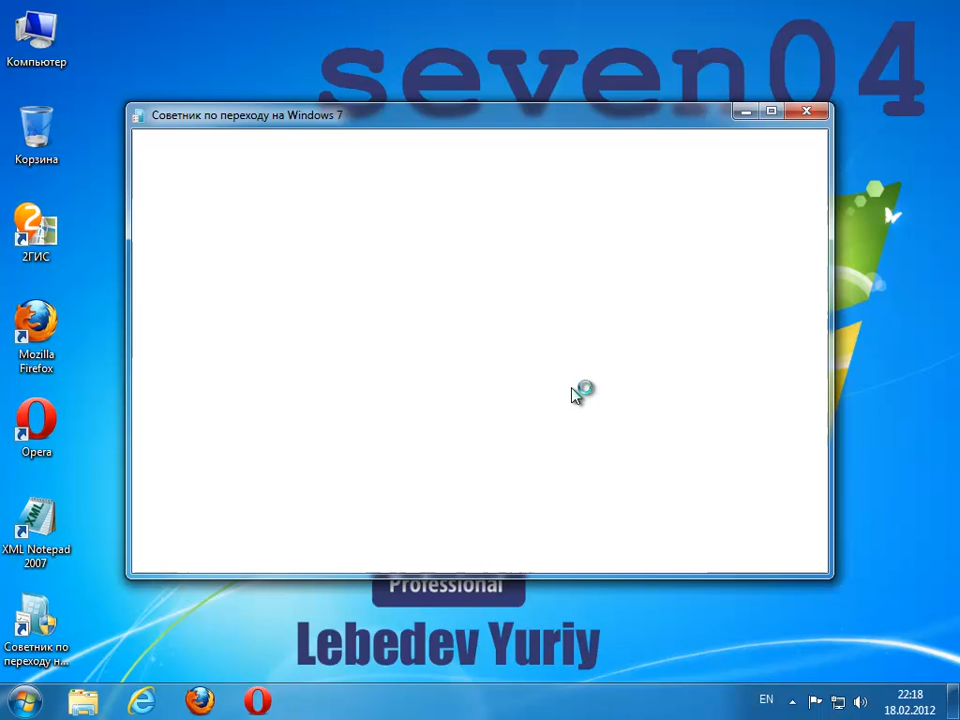 seven04
Компьютер
Корзина
2ГИС
Mozilla
Firefox
Opera
XML Notepad
2007
Советник по
переходу н...
Советник по переходу на Windows 7
Professional
Lebedev Yuriy
EN
22:18
18.02.2012